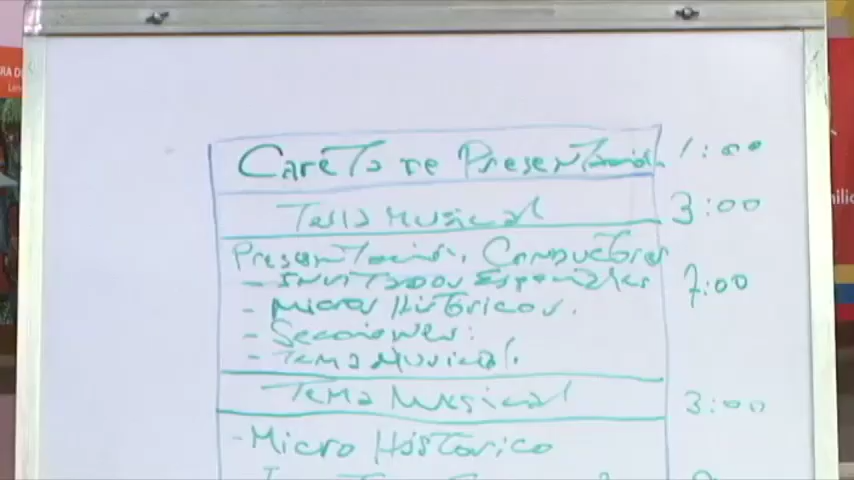 Careta de Presentación 1:00
Tema Musical 3:00
Presentación, Conductores
- Invitados Especiales 7:00
- Micros Históricos.
- Secciones:
- Tema Musical.
Tema Musical 3:00
- Micro Histórico